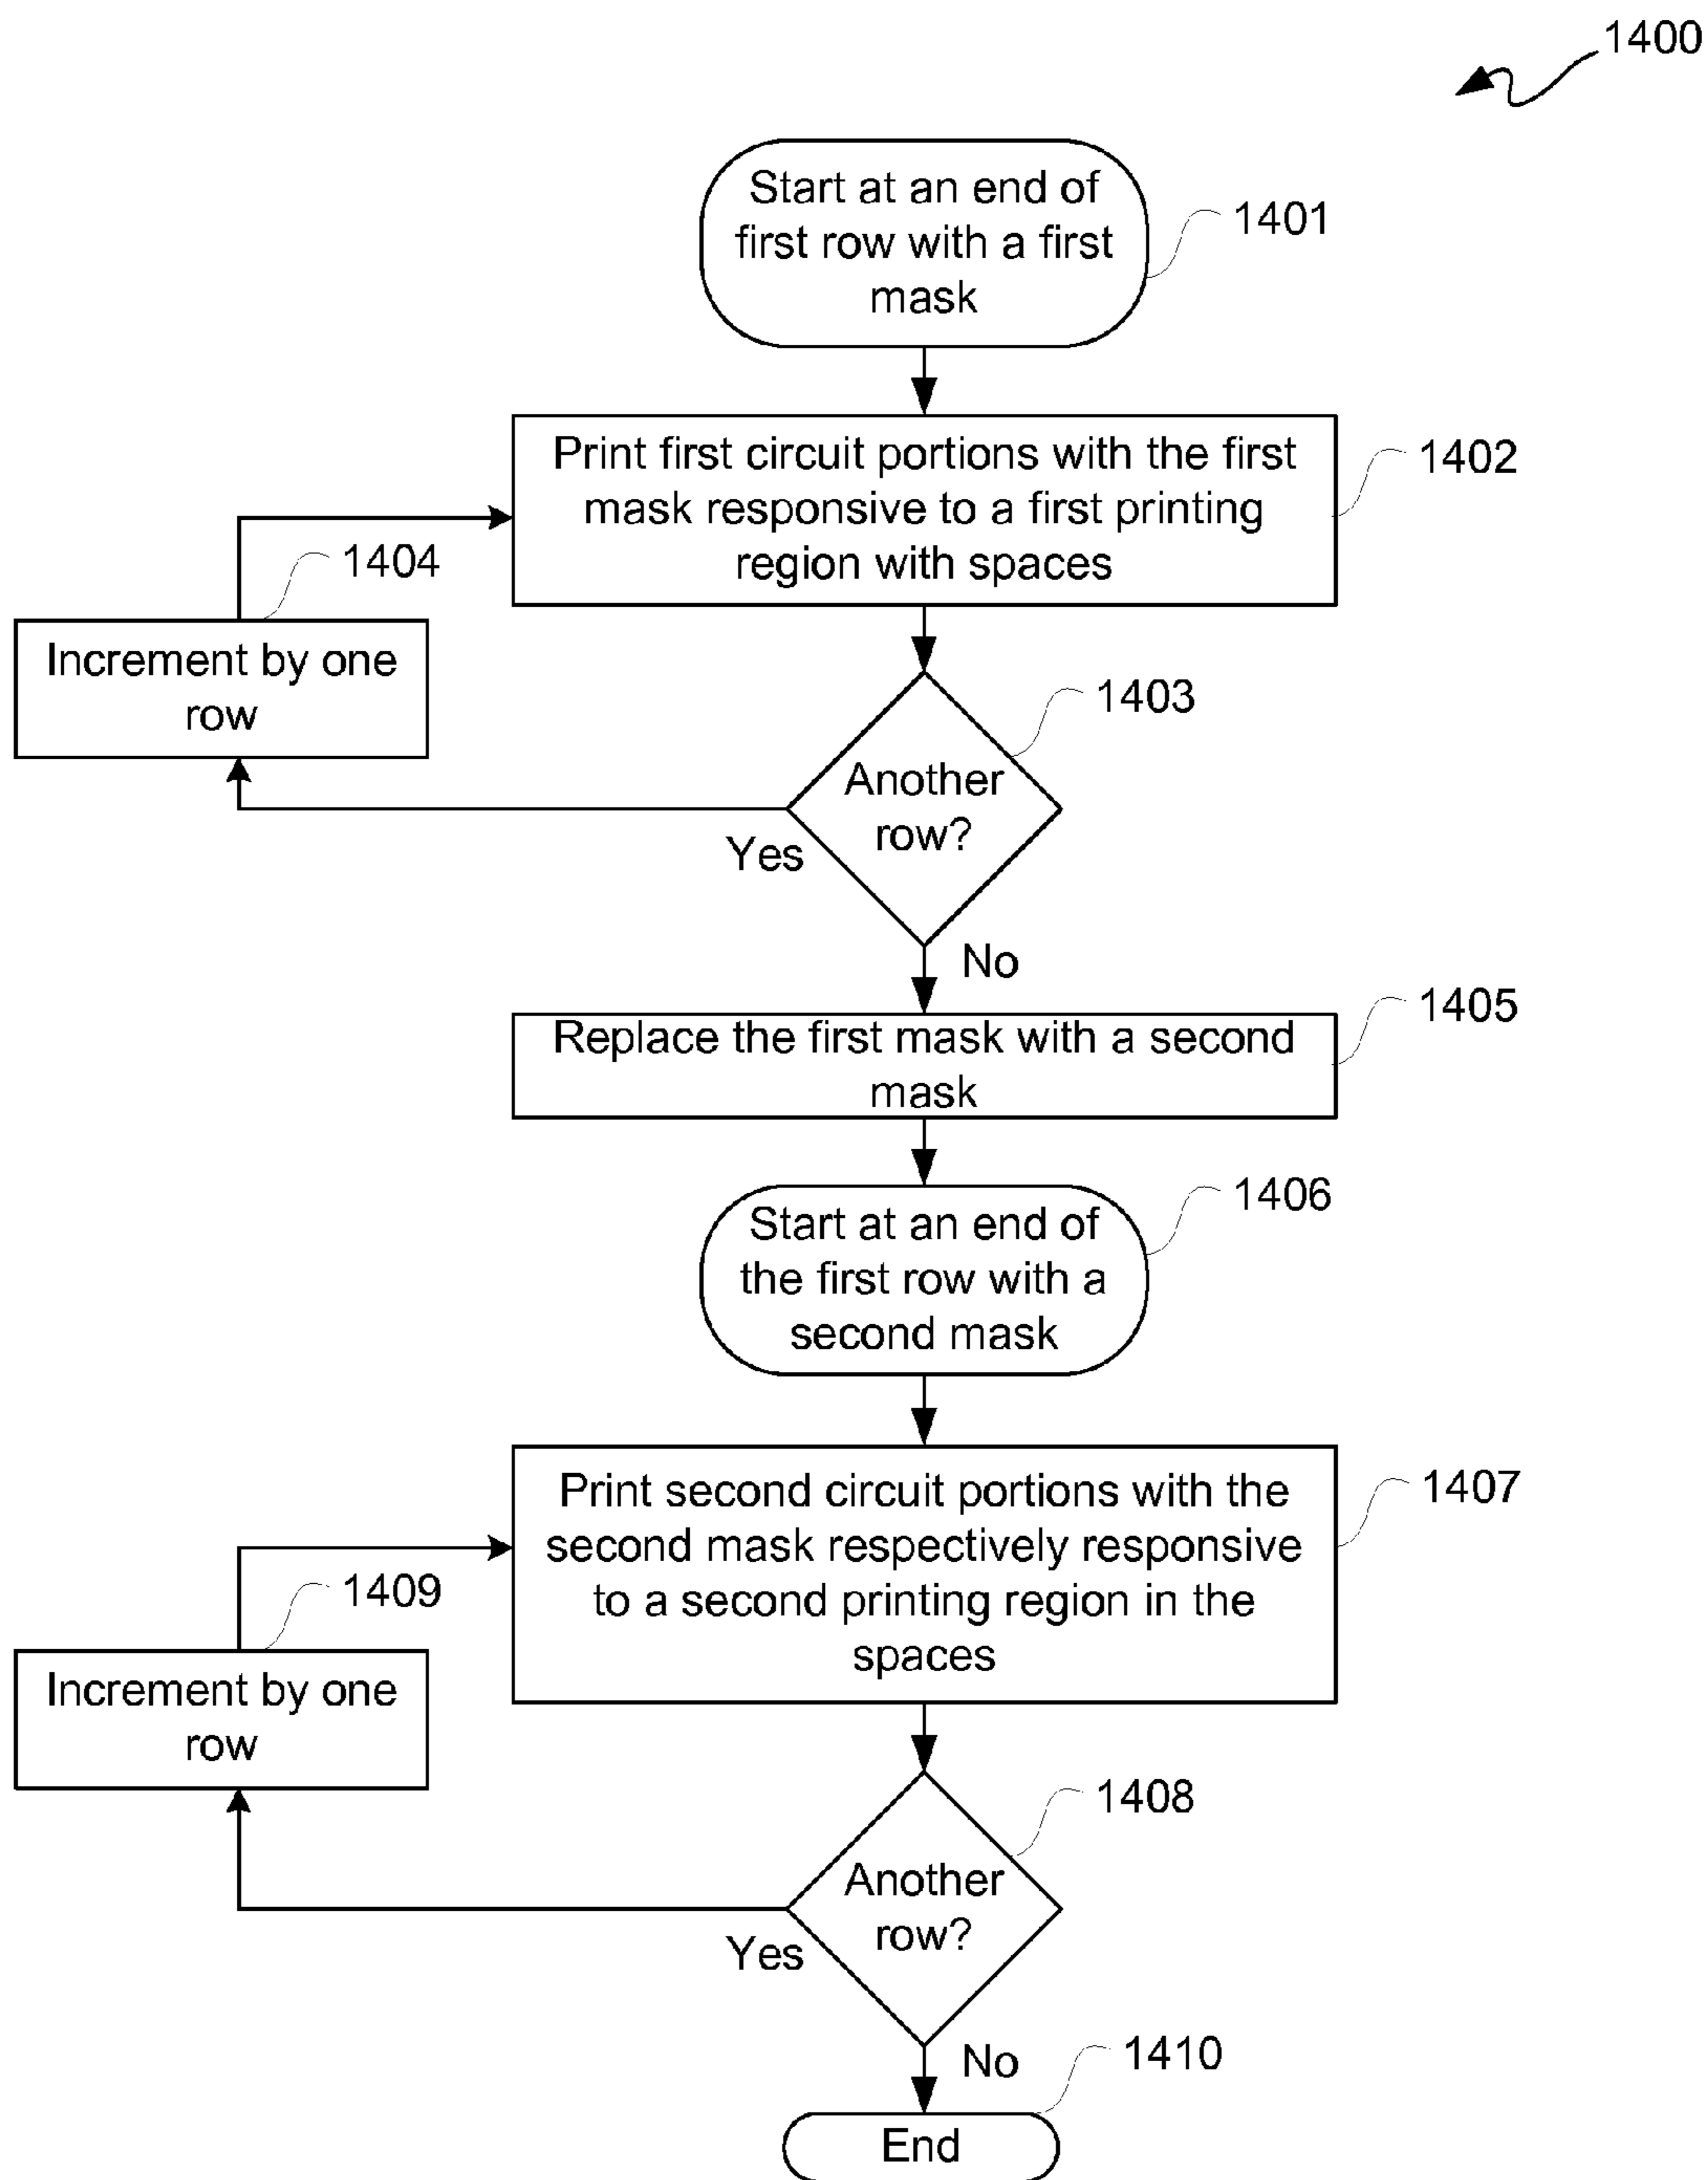 1400
Start at an end of
first row with a first
mask
1401
Print first circuit portions with the first
mask responsive to a first printing
region with spaces
1402
1404
Increment by one
row
1403
Another
row?
Yes
No
1405
Replace the first mask with a second
mask
1406
Start at an end of
the first row with a
second mask
1407
Print second circuit portions with the
second mask respectively responsive
to a second printing region in the
spaces
1409
Increment by one
row
1408
Another
row?
Yes
No
1410
End